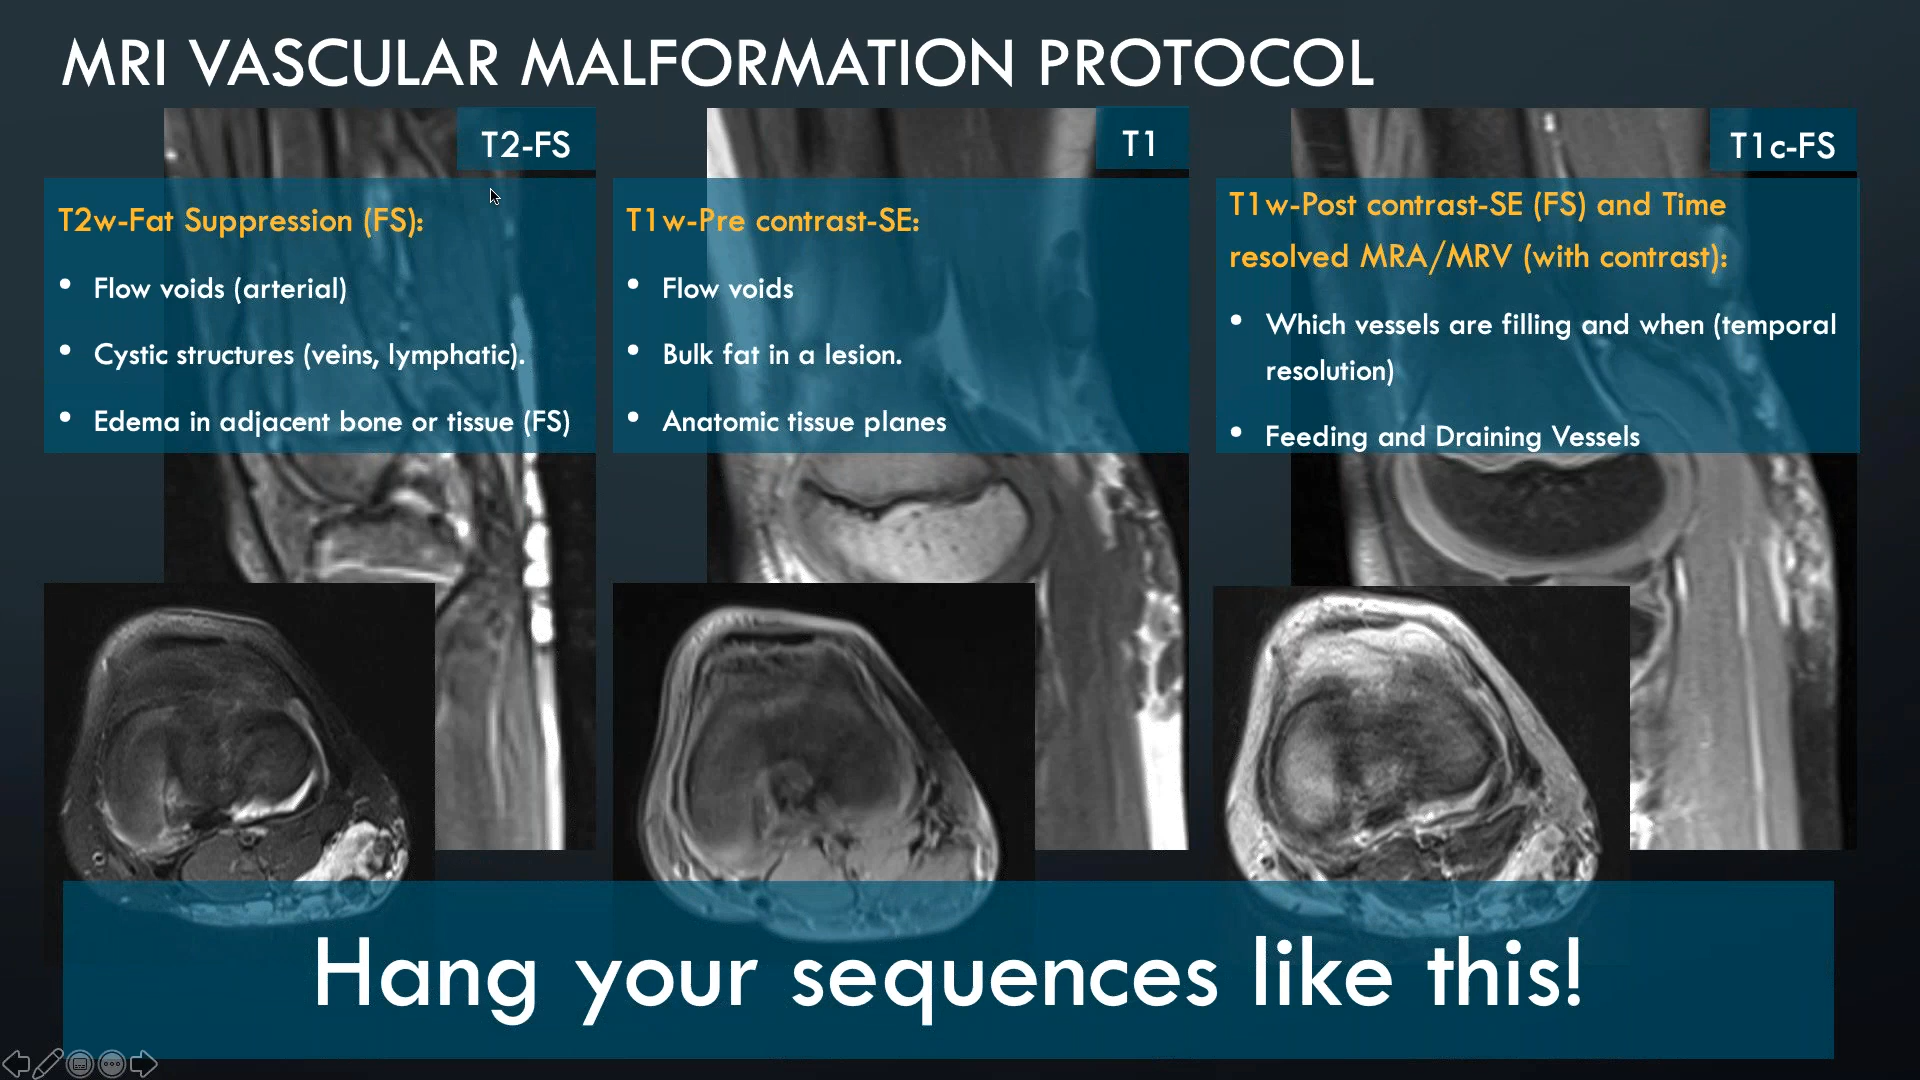 MRI VASCULAR MALFORMATION PROTOCOL
T2-FS
T1
T1c-FS
T2w-Fat Suppression (FS):
• Flow voids (arterial)
• Cystic structures (veins, lymphatic).
• Edema in adjacent bone or tissue (FS)
T1w-Pre contrast-SE:
• Flow voids
• Bulk fat in a lesion.
• Anatomic tissue planes
T1w-Post contrast-SE (FS) and Time
resolved MRA/MRV (with contrast):
• Which vessels are filling and when (temporal
resolution)
• Feeding and Draining Vessels
Hang your sequences like this!